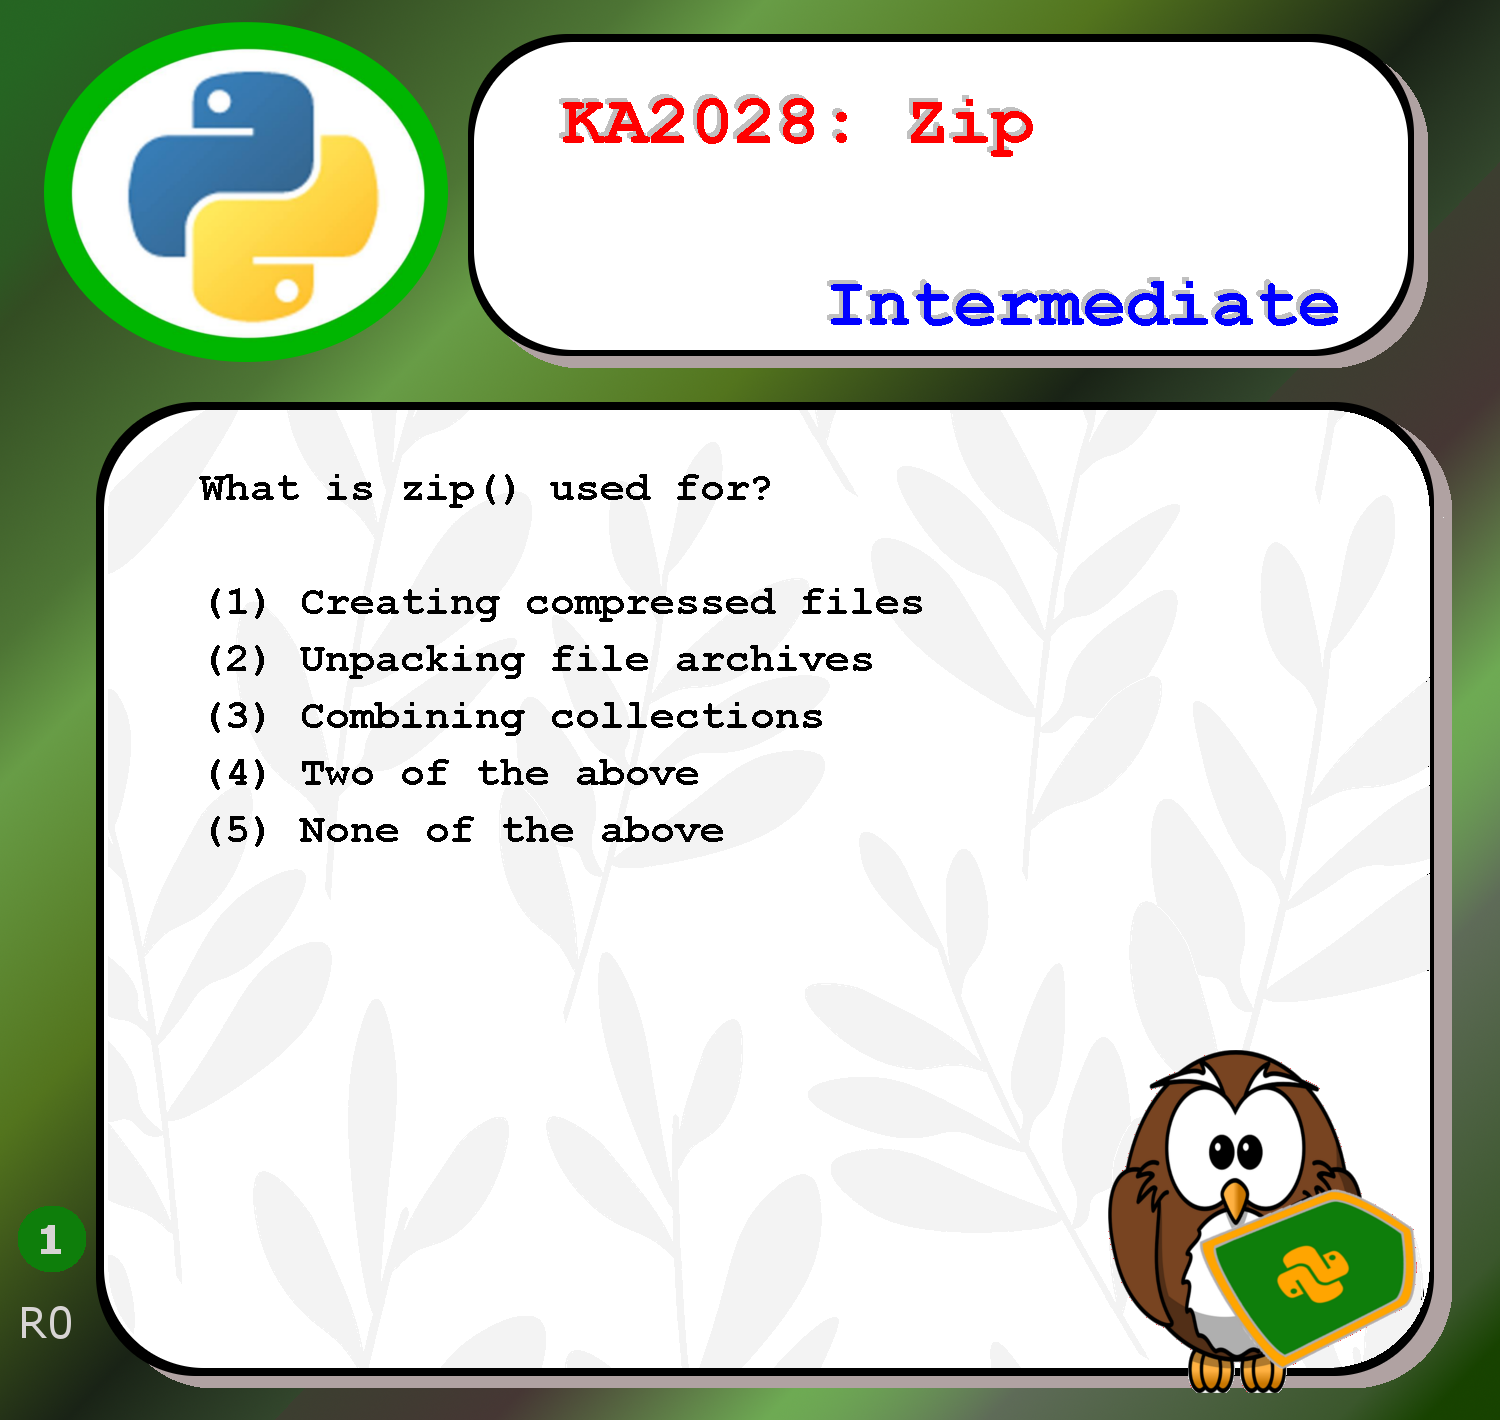 KA2028: Zip
Intermediate
What is zip() used for?
(1) Creating compressed files
(2) Unpacking file archives
(3) Combining collections
(4) Two of the above
(5) None of the above
1
R0